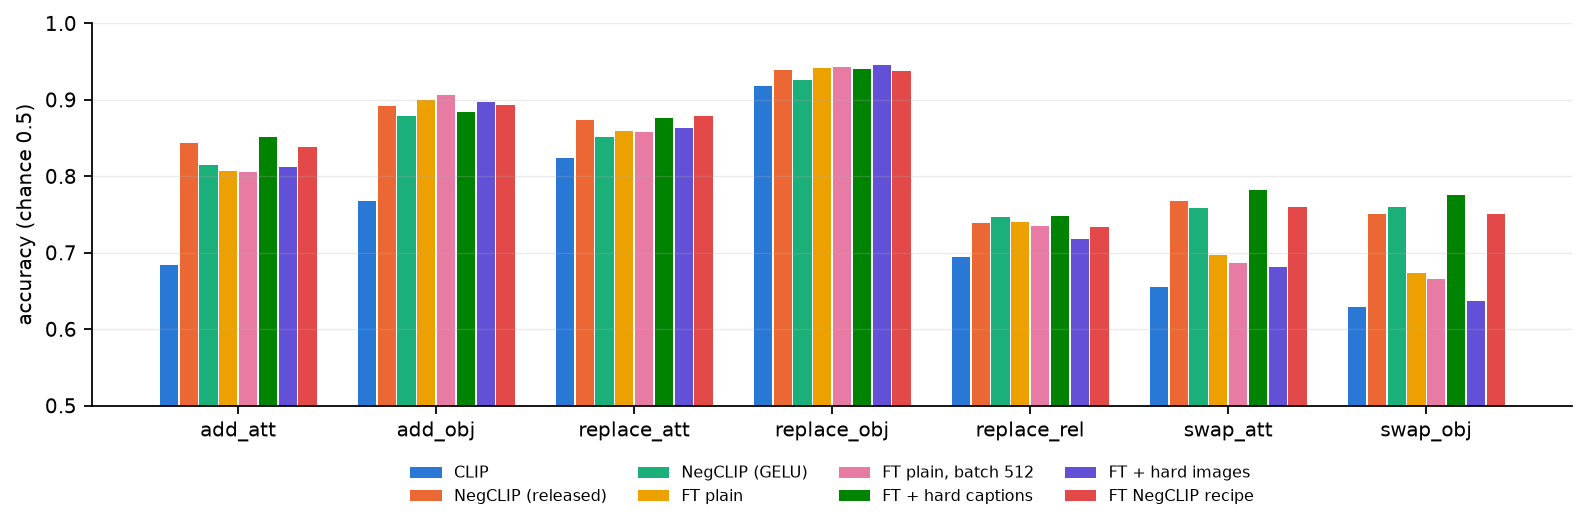 1.0
0.9
0.8
0.7
0.6
0.5
accuracy (chance 0.5)
add_att add_obj replace_att replace_obj replace_rel swap_att swap_obj
CLIP NegCLIP (GELU) FT plain, batch 512 FT + hard images
NegCLIP (released) FT plain FT + hard captions FT NegCLIP recipe